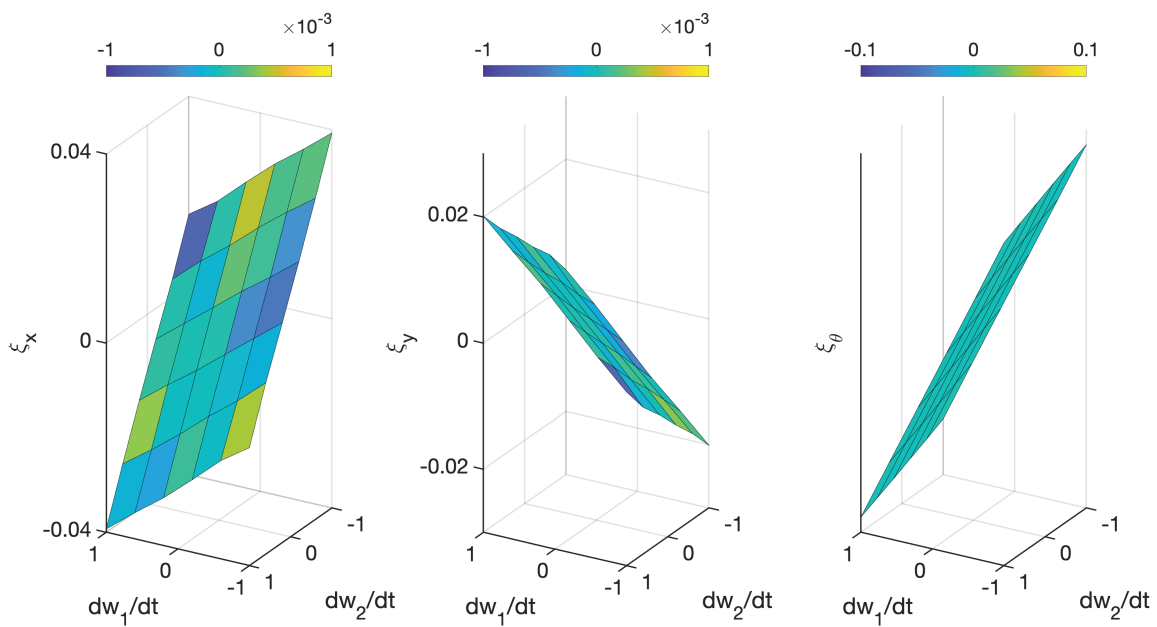 ×10⁻³
-1 0 1
0.04
0
-0.04
ξx
1 0 -1
dw₁/dt
1 0 -1
dw₂/dt
×10⁻³
-1 0 1
0.02
0
-0.02
ξy
1 0 -1
dw₁/dt
1 0 -1
dw₂/dt
-0.1 0 0.1
ξθ
1 0 -1
dw₁/dt
1 0 -1
dw₂/dt